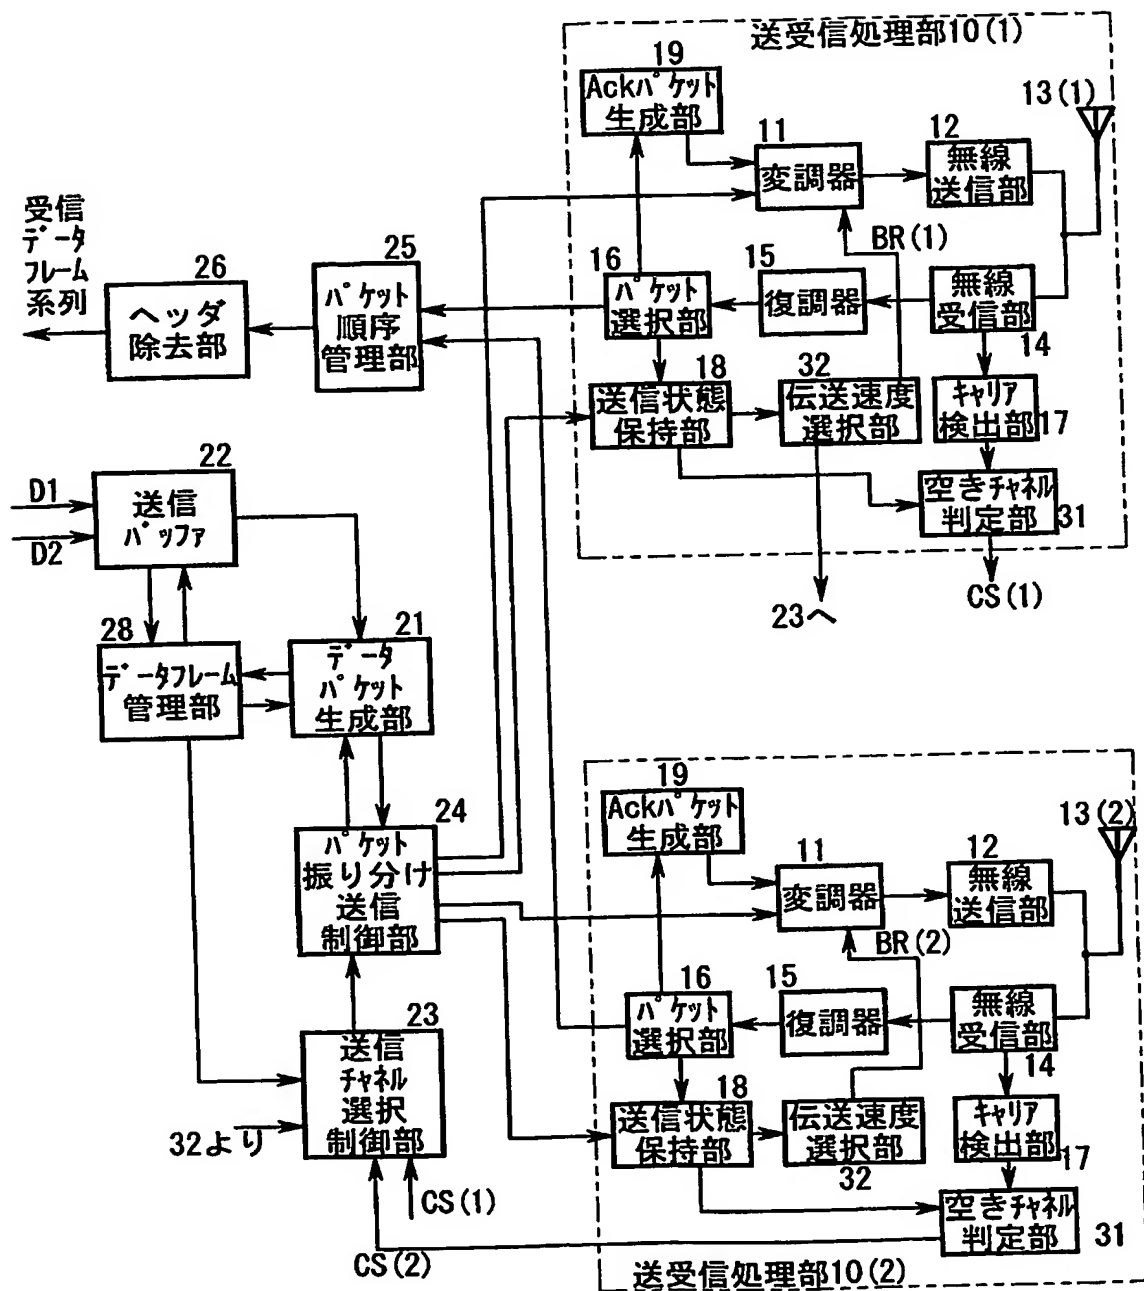 送受信処理部10(1)
19
Ackパケット
生成部
11
変調器
12
無線
送信部
13(1)
BR(1)
16
パケット
選択部
15
復調器
無線
受信部
14
18
送信状態
保持部
32
伝送速度
選択部
キャリア
検出部
17
空きチャネル
判定部
31
23へ
CS(1)
受信
データ
フレーム
系列
26
ヘッダ
除去部
25
パケット
順序
管理部
D1
D2
22
送信
バッファ
28
データフレーム
管理部
21
データ
パケット
生成部
24
パケット
振り分け
送信
制御部
23
送信
チャネル
選択
制御部
32より
CS(1)
CS(2)
19
Ackパケット
生成部
11
変調器
12
無線
送信部
13(2)
BR(2)
16
パケット
選択部
15
復調器
無線
受信部
14
18
送信状態
保持部
伝送速度
選択部
32
キャリア
検出部
17
空きチャネル
判定部
31
送受信処理部10(2)